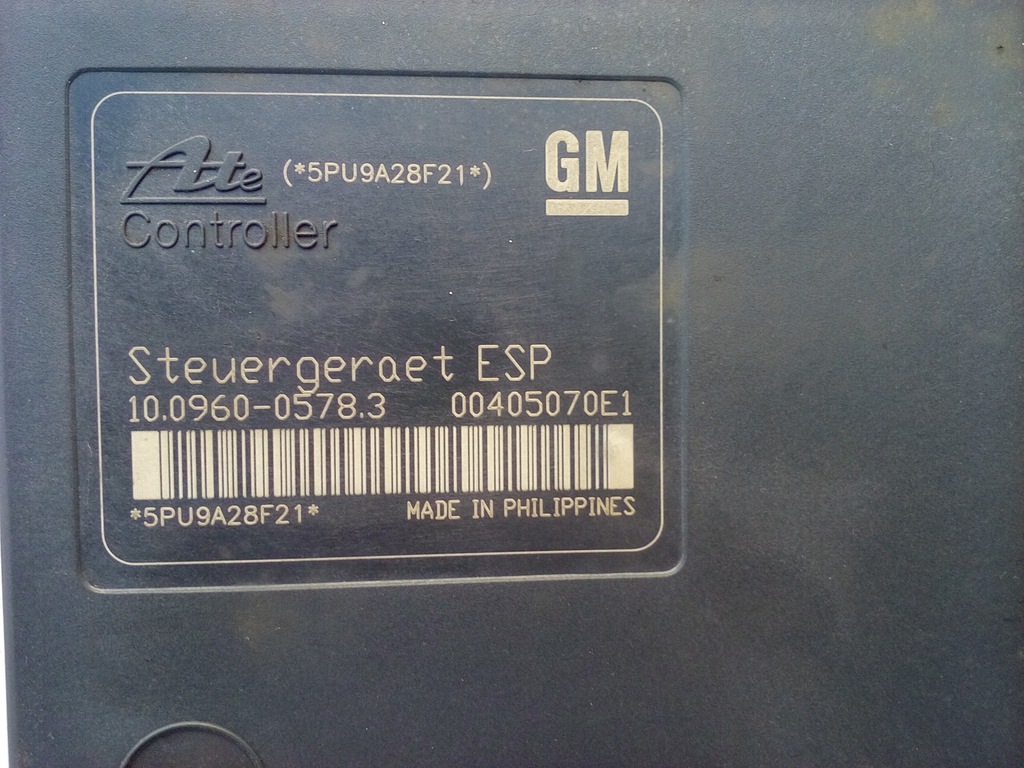 Ate (*5PU9A28F21*) GM
Controller
Steuergeraet ESP
10.0960-0578.3 00405070E1
*5PU9A28F21* MADE IN PHILIPPINES